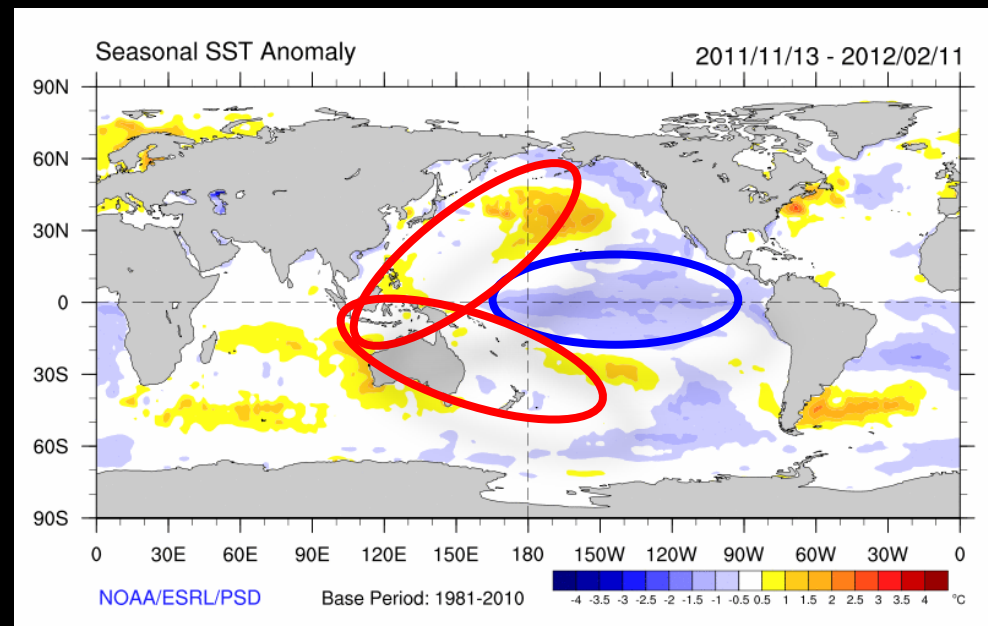 Seasonal SST Anomaly 2011/11/13 - 2012/02/11
90N
60N
30N
0
30S
60S
90S
0 30E 60E 90E 120E 150E 180 150W 120W 90W 60W 30W 0
NOAA/ESRL/PSD Base Period: 1981-2010
-4 -3.5 -3 -2.5 -2 -1.5 -1 -0.5 0.5 1 1.5 2 2.5 3 3.5 4 °C